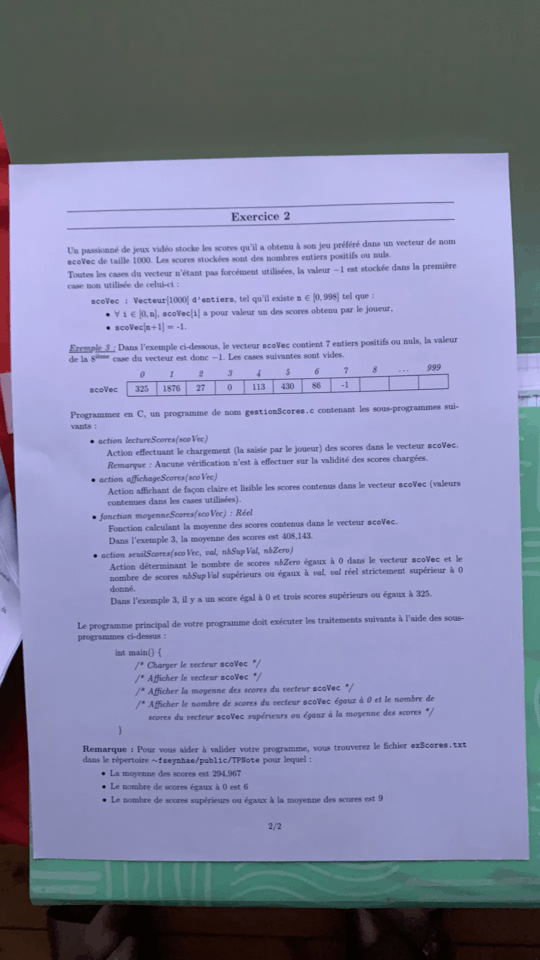 Exercice 2
Un passionné de jeux vidéo stocke les scores qu'il a obtenu à son jeu préféré dans un vecteur de nom
scoVec de taille 1000. Les scores stockées sont des nombres entiers positifs ou nuls.
Toutes les cases du vecteur n'étant pas forcément utilisées, la valeur −1 est stockée dans la première
case non utilisée de celui-ci :
scoVec : Vecteur[1000] d'entiers, tel qu'il existe n ∈ [0, 998] tel que :
• ∀ i ∈ [0, n], scoVec[i] a pour valeur un des scores obtenu par le joueur,
• scoVec[n+1] = -1.
Exemple 3 : Dans l'exemple ci-dessous, le vecteur scoVec contient 7 entiers positifs ou nuls, la valeur
de la 8ième case du vecteur est donc −1. Les cases suivantes sont vides.
0 1 2 3 4 5 6 7 8 ... 999
scoVec 325 1876 27 0 113 430 86 -1
Programmez en C, un programme de nom gestionScores.c contenant les sous-programmes sui-
vants :
• action lectureScores(scoVec)
Action effectuant le chargement (la saisie par le joueur) des scores dans le vecteur scoVec.
Remarque : Aucune vérification n'est à effectuer sur la validité des scores chargées.
• action affichageScores(scoVec)
Action affichant de façon claire et lisible les scores contenus dans le vecteur scoVec (valeurs
contenues dans les cases utilisées).
• fonction moyenneScores(scoVec) : Réel
Fonction calculant la moyenne des scores contenus dans le vecteur scoVec.
Dans l'exemple 3, la moyenne des scores est 408.143.
• action seuilScores(scoVec, val, nbSupVal, nbZero)
Action déterminant le nombre de scores nbZero égaux à 0 dans le vecteur scoVec et le
nombre de scores nbSupVal supérieurs ou égaux à val, val réel strictement supérieur à 0
donné.
Dans l'exemple 3, il y a un score égal à 0 et trois scores supérieurs ou égaux à 325.
Le programme principal de votre programme doit exécuter les traitements suivants à l'aide des sous-
programmes ci-dessus :
int main() {
/* Charger le vecteur scoVec */
/* Afficher le vecteur scoVec */
/* Afficher la moyenne des scores du vecteur scoVec */
/* Afficher le nombre de scores du vecteur scoVec égaux à 0 et le nombre de
scores du vecteur scoVec supérieurs ou égaux à la moyenne des scores */
}
Remarque : Pour vous aider à valider votre programme, vous trouverez le fichier exScores.txt
dans le répertoire ~fseynhae/public/TPNote pour lequel :
• La moyenne des scores est 294.967
• Le nombre de scores égaux à 0 est 6
• Le nombre de scores supérieurs ou égaux à la moyenne des scores est 9
2/2